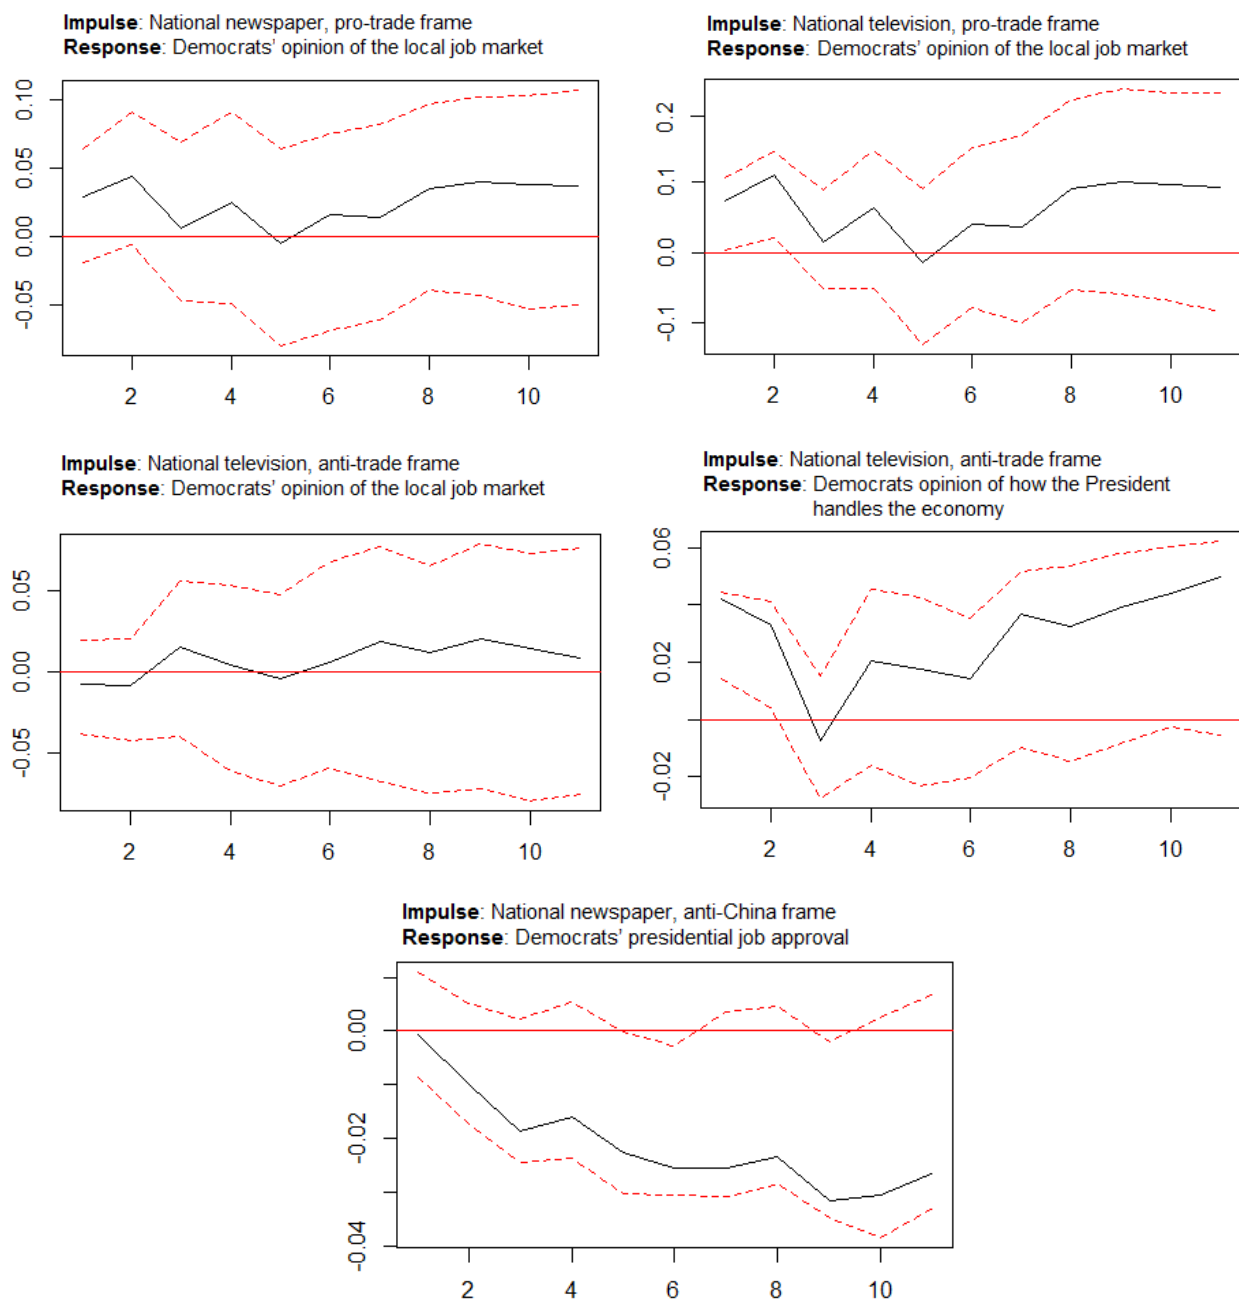 Impulse: National newspaper, pro-trade frame
Response: Democrats' opinion of the local job market
0.10
0.05
0.00
-0.05
2 4 6 8 10
Impulse: National television, pro-trade frame
Response: Democrats' opinion of the local job market
0.2
0.1
0.0
-0.1
2 4 6 8 10
Impulse: National television, anti-trade frame
Response: Democrats' opinion of the local job market
0.05
0.00
-0.05
2 4 6 8 10
Impulse: National television, anti-trade frame
Response: Democrats opinion of how the President
handles the economy
0.06
0.02
-0.02
2 4 6 8 10
Impulse: National newspaper, anti-China frame
Response: Democrats' presidential job approval
0.00
-0.02
-0.04
2 4 6 8 10